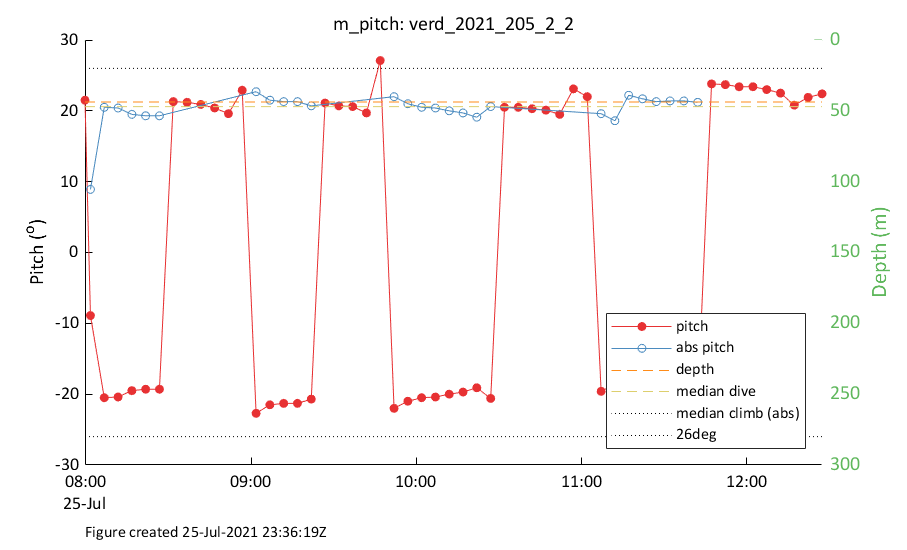 m_pitch: verd_2021_205_2_2
30
20
10
0
-10
-20
-30
Pitch (º)
0
50
100
150
200
250
300
Depth (m)
pitch
abs pitch
depth
median dive
median climb (abs)
26deg
08:00
09:00
10:00
11:00
12:00
25-Jul
Figure created 25-Jul-2021 23:36:19Z